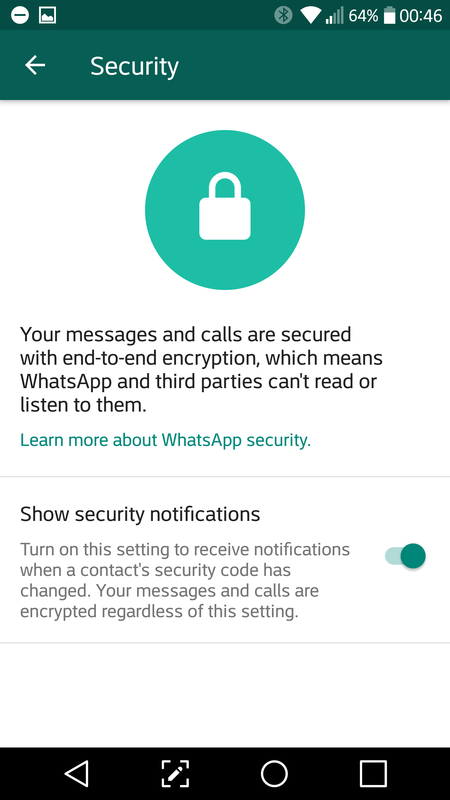 64% 00:46
Security
Your messages and calls are secured
with end-to-end encryption, which means
WhatsApp and third parties can't read or
listen to them.
Learn more about WhatsApp security.
Show security notifications
Turn on this setting to receive notifications
when a contact's security code has
changed. Your messages and calls are
encrypted regardless of this setting.